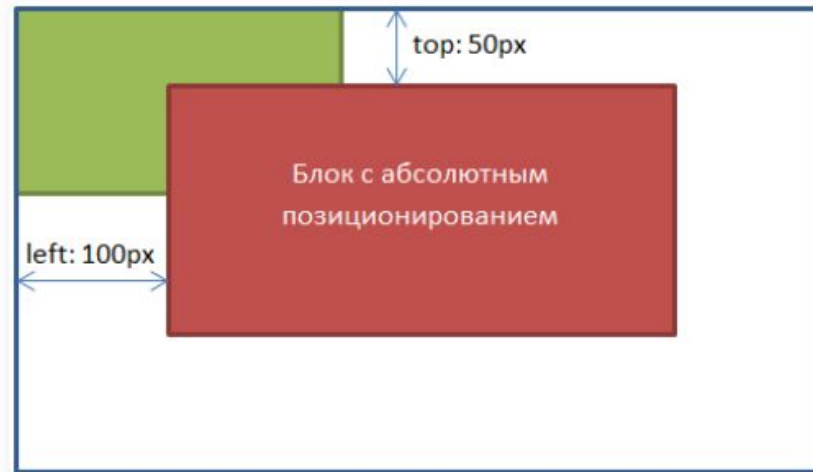 top: 50px
Блок с абсолютным
позиционированием
left: 100px